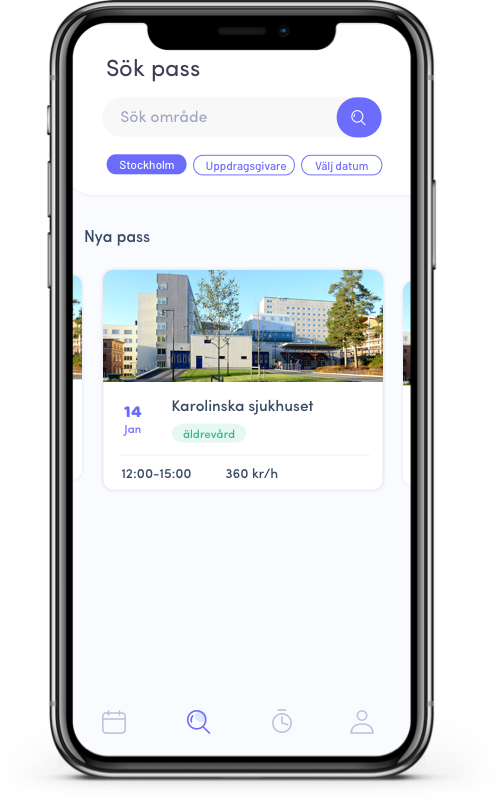 Sök pass
Sök område
Stockholm Uppdragsgivare Välj datum
Nya pass
14 Karolinska sjukhuset
Jan äldrevård
12:00-15:00 360 kr/h